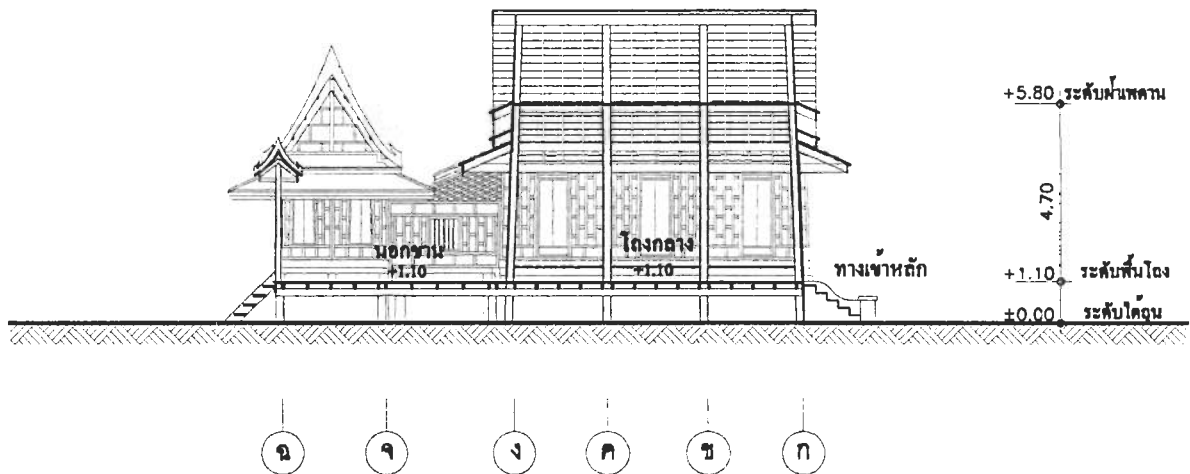 +5.80 ระดับฝ้าเพดาน
4.70
นอกชาน
+1.10
โถงกลาง
+1.10
ทางเข้าหลัก
+1.10 ระดับพื้นโถง
±0.00 ระดับใต้ถุน
ฉ จ ง ค ข ก